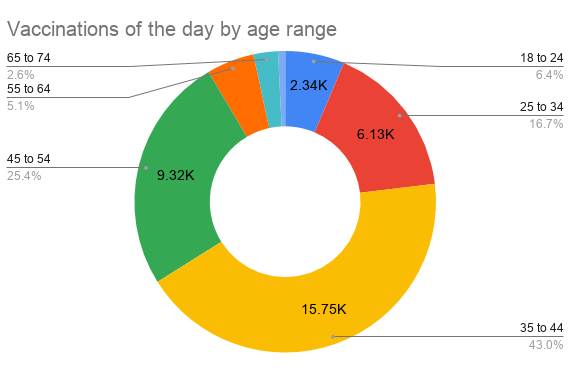 Vaccinations of the day by age range
65 to 74
2.6%
55 to 64
5.1%
45 to 54
25.4%
18 to 24
6.4%
25 to 34
16.7%
35 to 44
43.0%
2.34K
6.13K
9.32K
15.75K